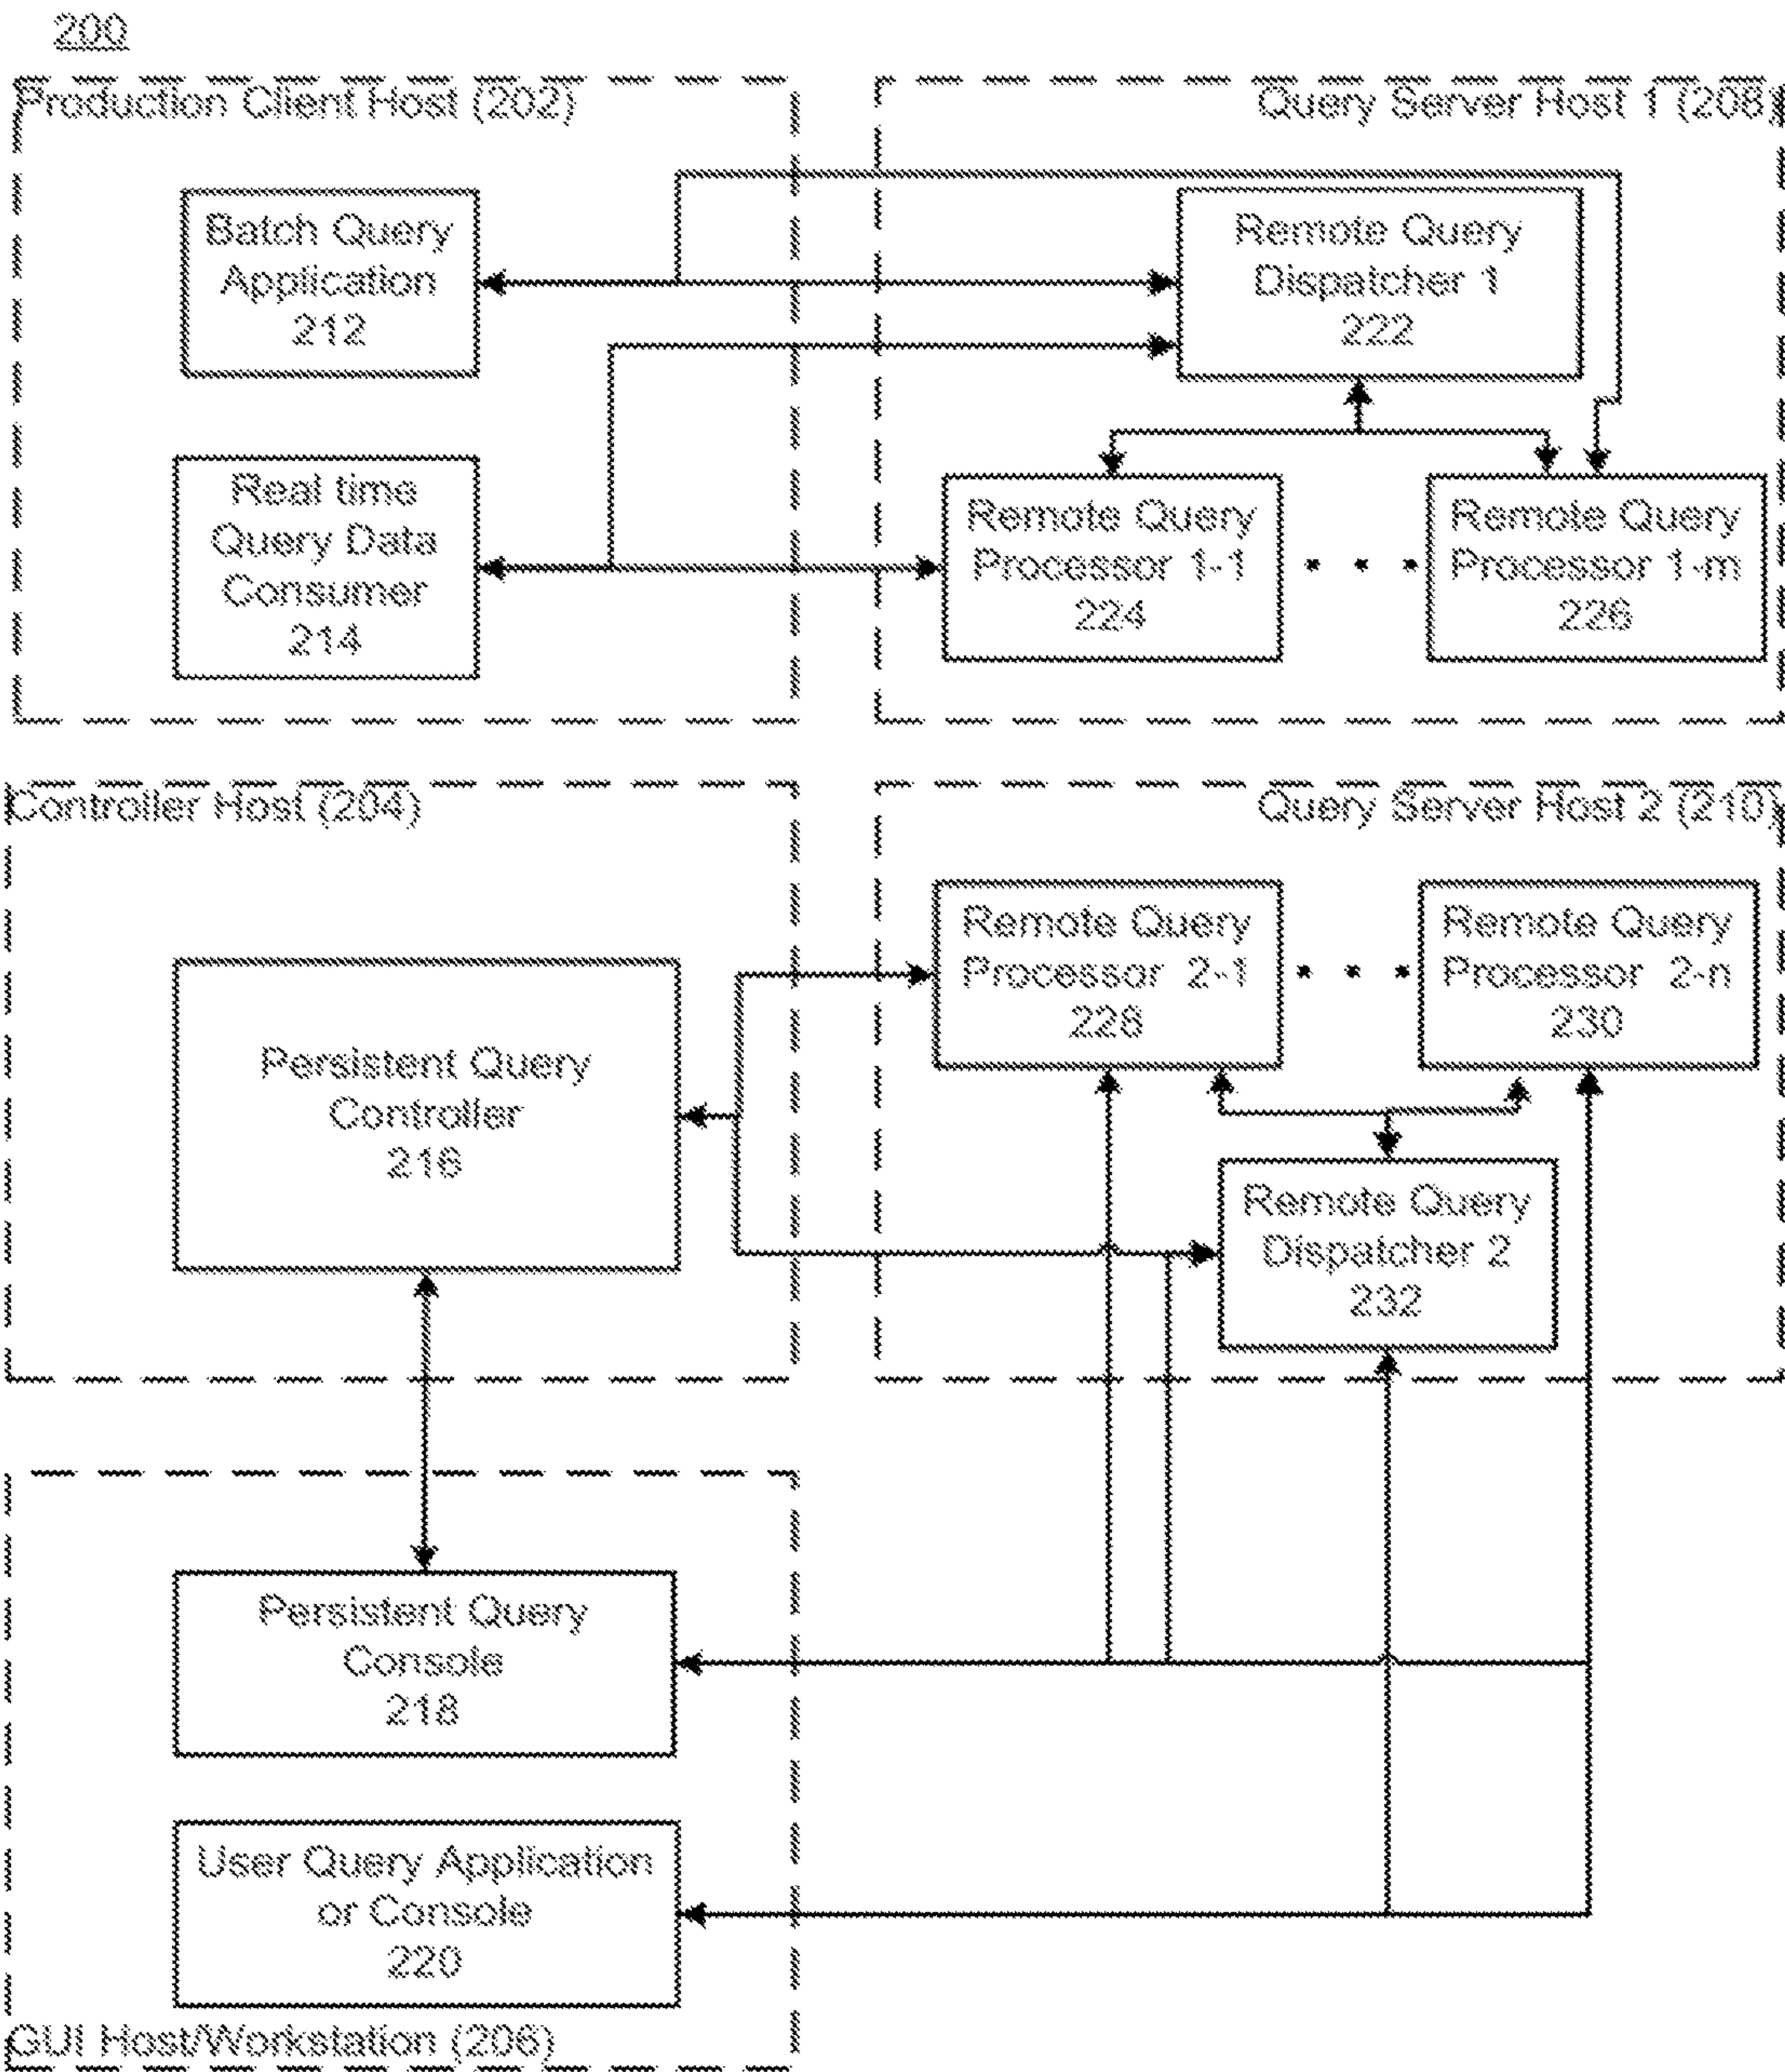 200
Production Client Host (202)
Query Server Host 1 (208)
Batch Query
Application
212
Remote Query
Dispatcher 1
222
Real time
Query Data
Consumer
214
Remote Query
Processor 1-1
224
Remote Query
Processor 1-m
226
Controller Host (204)
Query Server Host 2 (210)
Remote Query
Processor 2-1
228
Remote Query
Processor 2-n
230
Persistent Query
Controller
216
Remote Query
Dispatcher 2
232
Persistent Query
Console
218
User Query Application
or Console
220
GUI Host/Workstation (206)